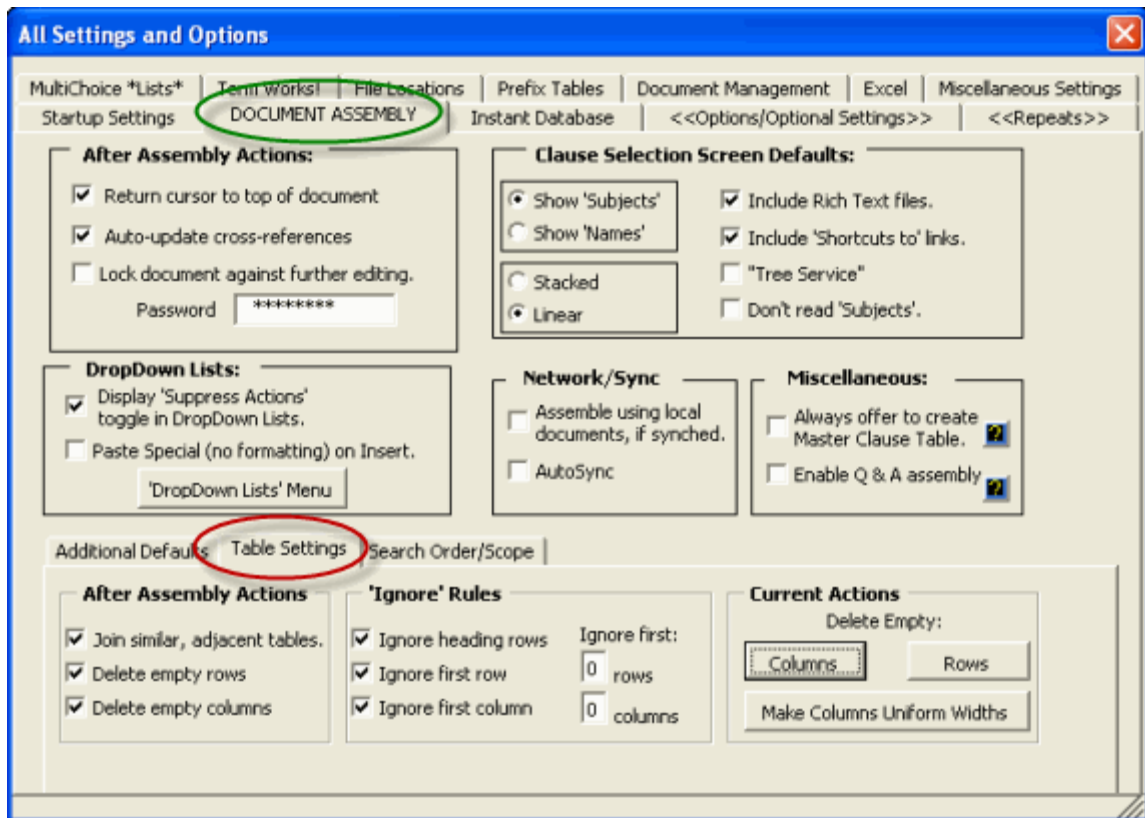 All Settings and Options
MultiChoice *Lists* Term Works! File Locations Prefix Tables Document Management Excel Miscellaneous Settings
Startup Settings DOCUMENT ASSEMBLY Instant Database <<Options/Optional Settings>> <<Repeats>>
After Assembly Actions:
Return cursor to top of document
Auto-update cross-references
Lock document against further editing.
Password ********
Clause Selection Screen Defaults:
Show 'Subjects'
Show 'Names'
Stacked
Linear
Include Rich Text files.
Include 'Shortcuts to' links.
"Tree Service"
Don't read 'Subjects'.
DropDown Lists:
Display 'Suppress Actions'
toggle in DropDown Lists.
Paste Special (no formatting) on Insert.
'DropDown Lists' Menu
Network/Sync
Assemble using local
documents, if synched.
AutoSync
Miscellaneous:
Always offer to create
Master Clause Table. ?
Enable Q & A assembly ?
Additional Defaults Table Settings Search Order/Scope
After Assembly Actions
Join similar, adjacent tables.
Delete empty rows
Delete empty columns
'Ignore' Rules
Ignore heading rows
Ignore first row
Ignore first column
Ignore first:
0 rows
0 columns
Current Actions
Delete Empty:
Columns Rows
Make Columns Uniform Widths